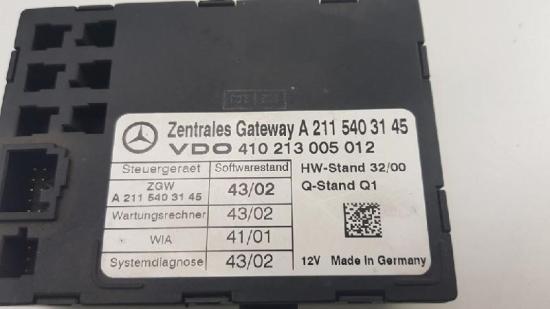 Zentrales Gateway A 211 540 31 45
VDO 410 213 005 012
Steuergeraet Softwarestand HW-Stand 32/00
ZGW
A 211 540 31 45 43/02 Q-Stand Q1
Wartungsrechner 43/02
WIA 41/01
Systemdiagnose 43/02 12V Made in Germany